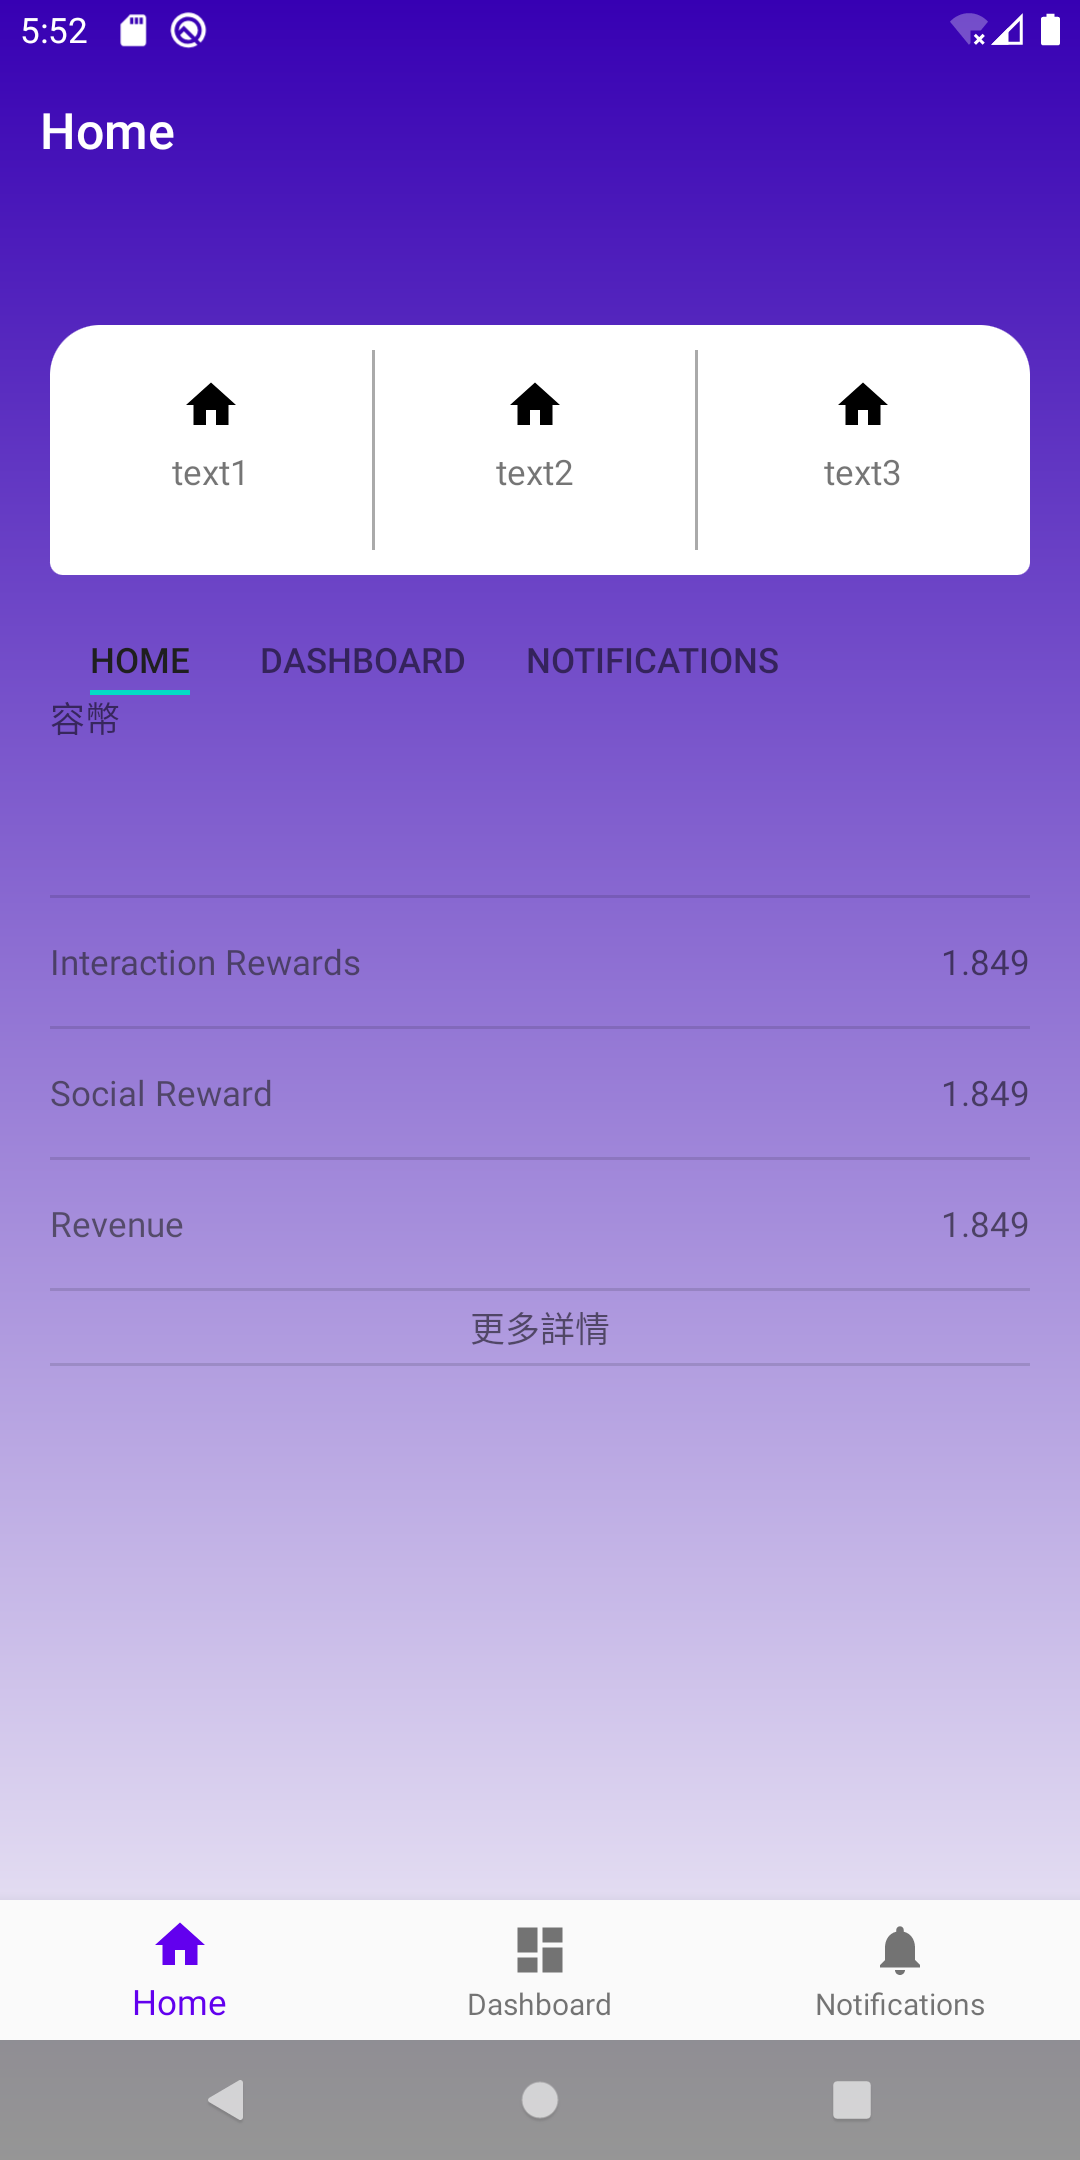 5:52
Home
text1 text2 text3
HOME DASHBOARD NOTIFICATIONS
容幣
Interaction Rewards 1.849
Social Reward 1.849
Revenue 1.849
更多詳情
Home Dashboard Notifications